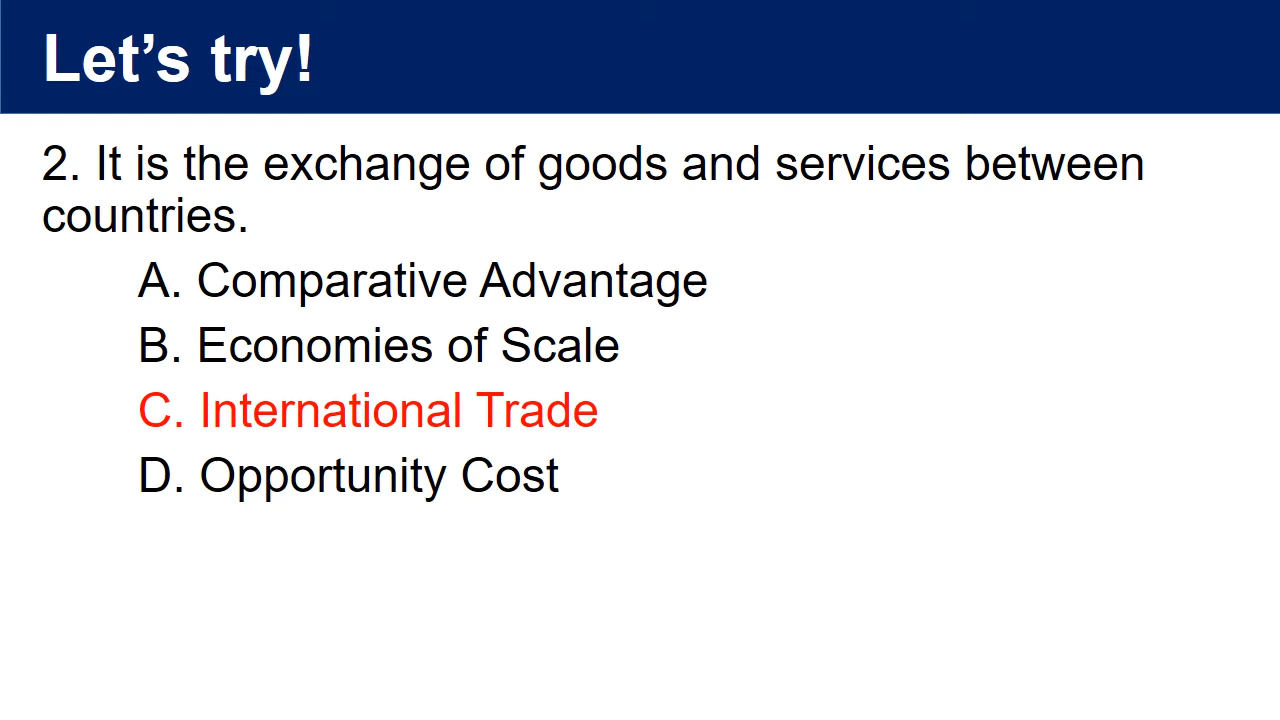 Let’s try!
2. It is the exchange of goods and services between
countries.
A. Comparative Advantage
B. Economies of Scale
C. International Trade
D. Opportunity Cost